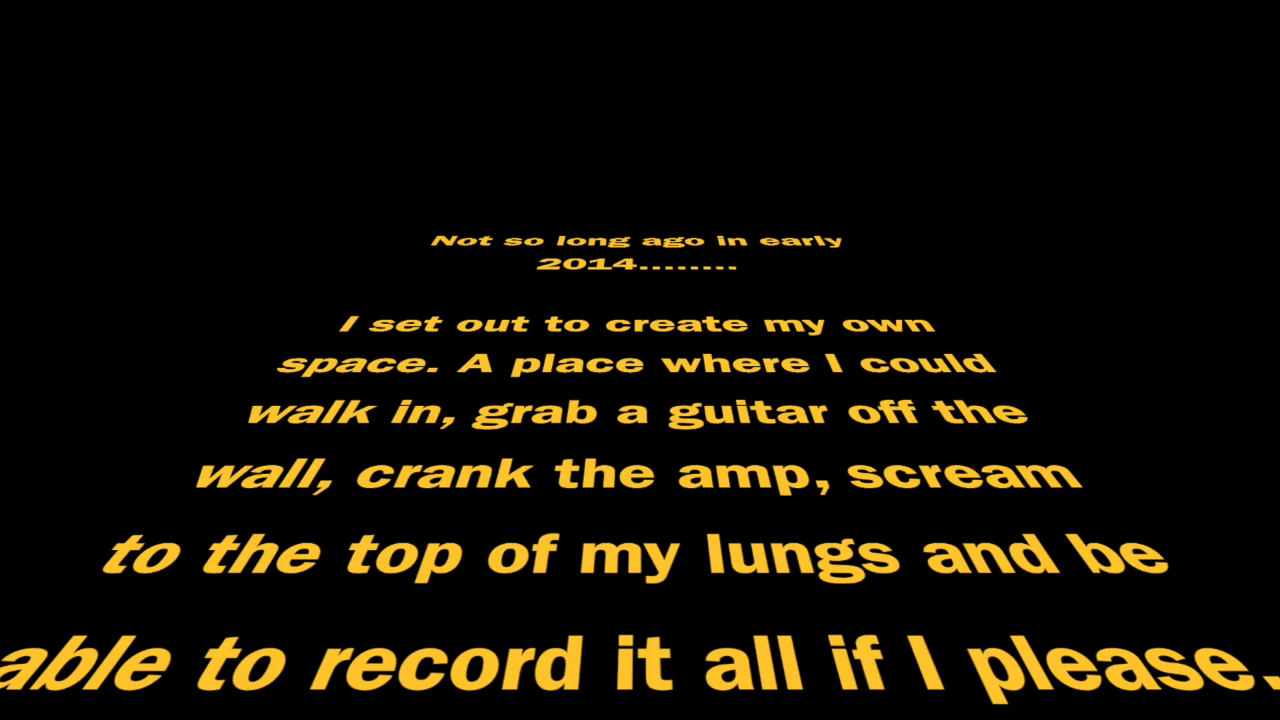 Not so long ago in early
2014........
I set out to create my own
space. A place where I could
walk in, grab a guitar off the
wall, crank the amp, scream
to the top of my lungs and be
able to record it all if I please.